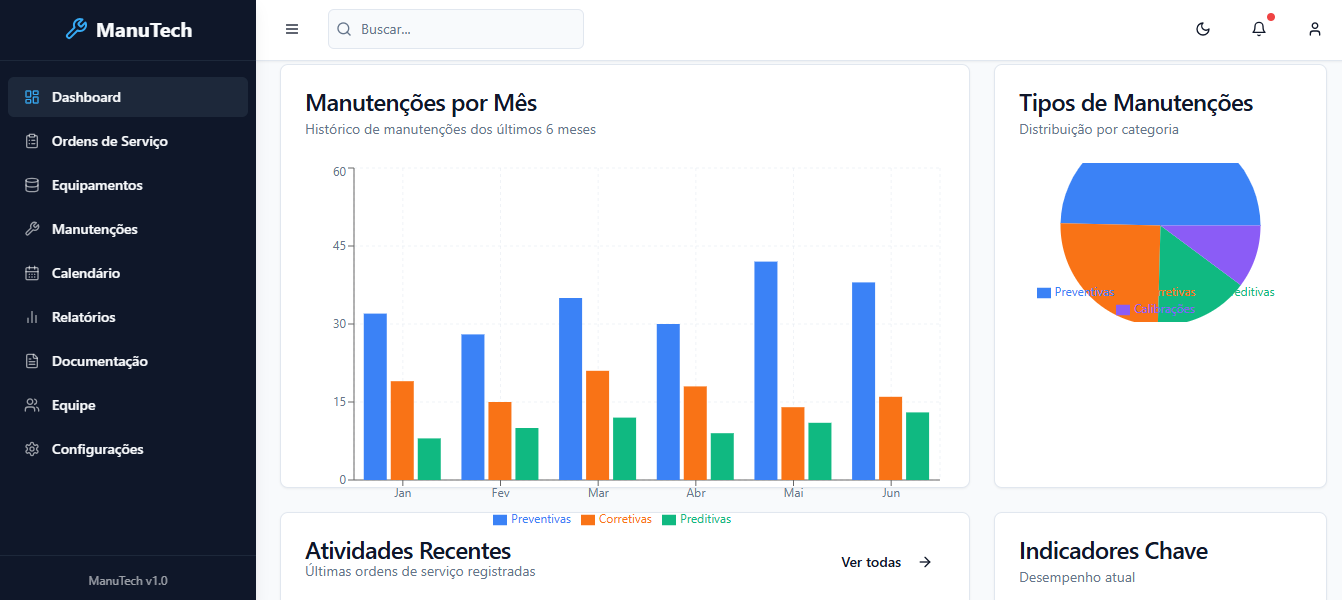 ManuTech
Buscar...
Dashboard
Ordens de Serviço
Equipamentos
Manutenções
Calendário
Relatórios
Documentação
Equipe
Configurações
ManuTech v1.0
Manutenções por Mês
Histórico de manutenções dos últimos 6 meses
60
45
30
15
0
Jan Fev Mar Abr Mai Jun
Preventivas Corretivas Preditivas
Tipos de Manutenções
Distribuição por categoria
Preventivas rretivas editivas
Calibrações
Atividades Recentes
Últimas ordens de serviço registradas
Ver todas
Indicadores Chave
Desempenho atual